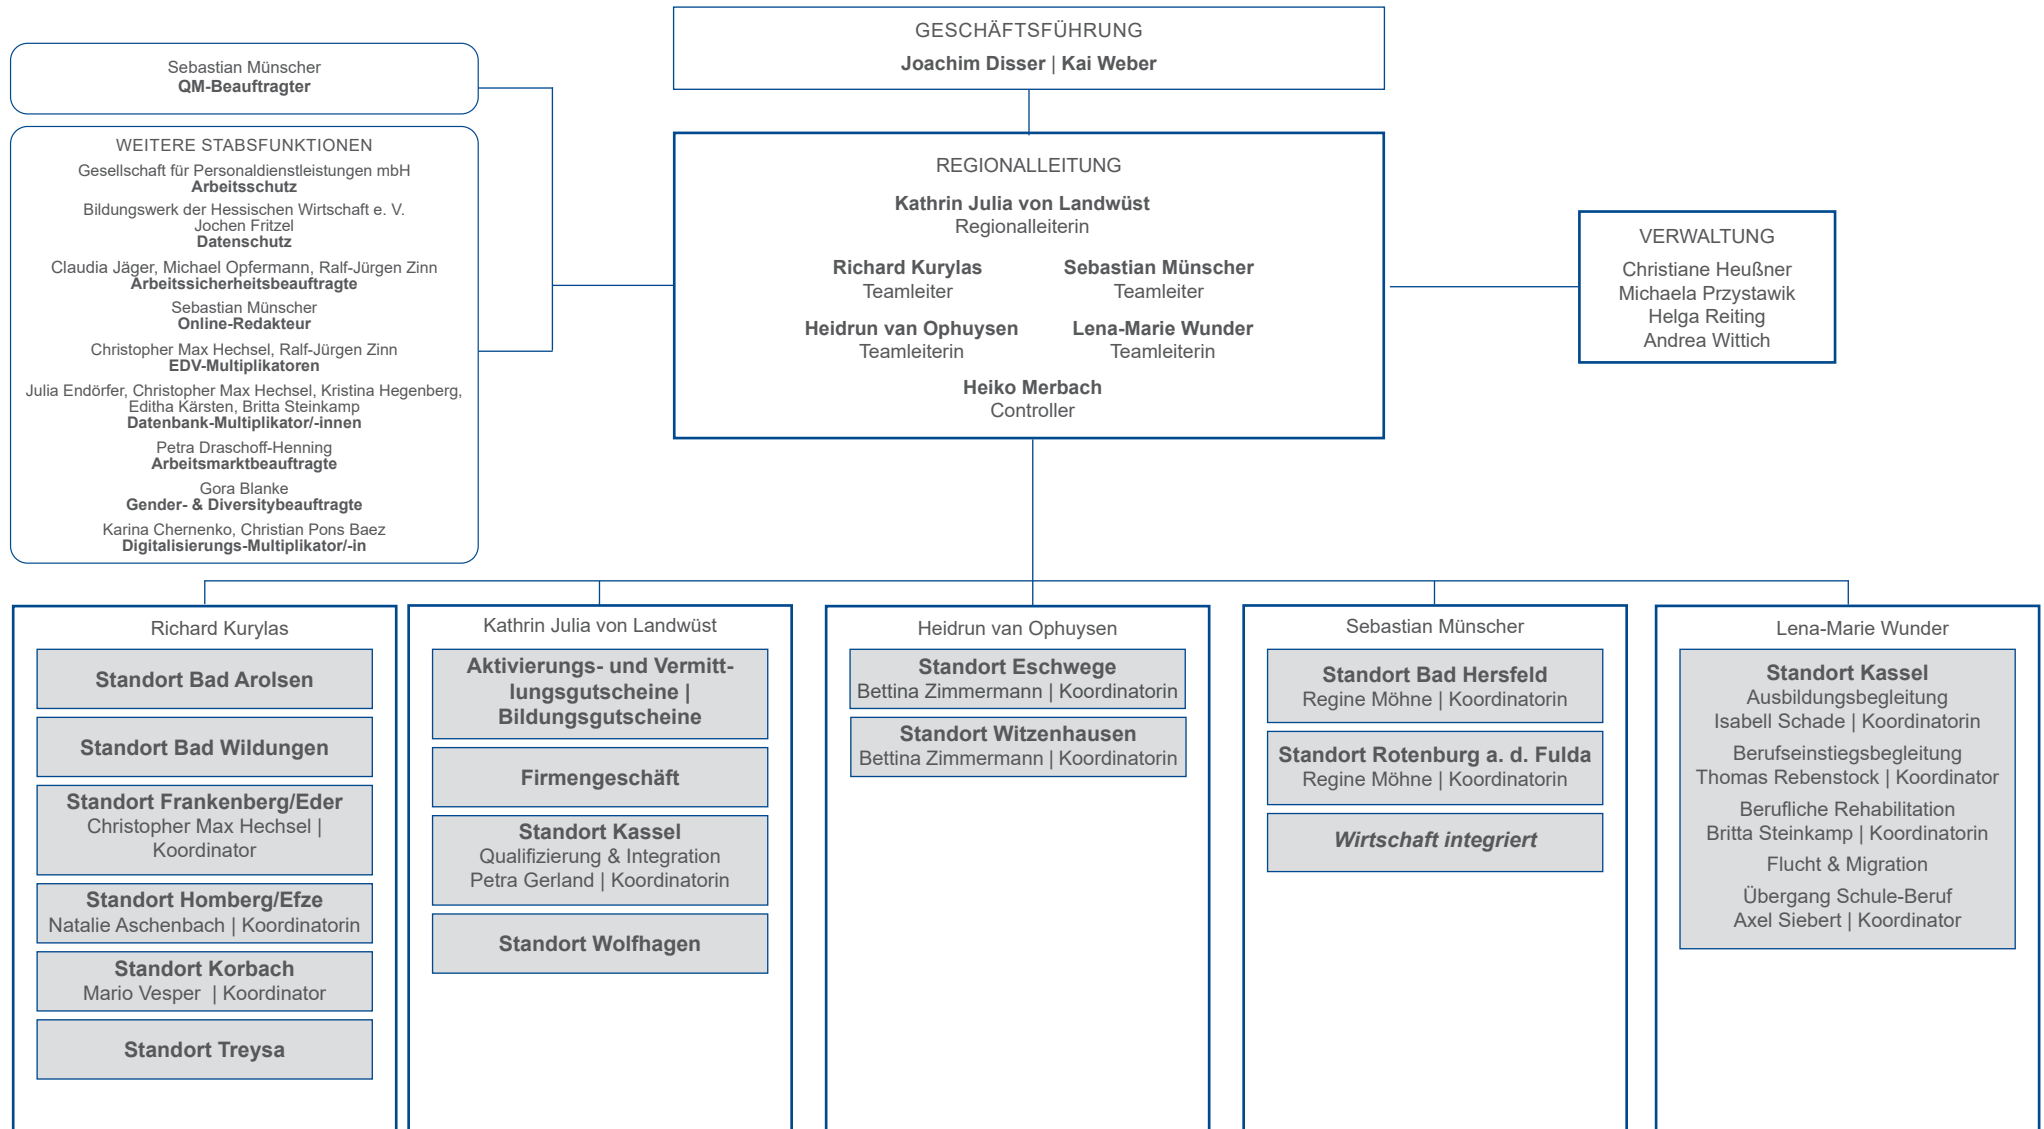 GESCHÄFTSFÜHRUNG
Joachim Disser | Kai Weber
Sebastian Münscher
QM-Beauftragter
WEITERE STABSFUNKTIONEN
Gesellschaft für Personaldienstleistungen mbH
Arbeitsschutz
Bildungswerk der Hessischen Wirtschaft e. V.
Jochen Fritzel
Datenschutz
Claudia Jäger, Michael Opfermann, Ralf-Jürgen Zinn
Arbeitssicherheitsbeauftragte
Sebastian Münscher
Online-Redakteur
Christopher Max Hechsel, Ralf-Jürgen Zinn
EDV-Multiplikatoren
Julia Endörfer, Christopher Max Hechsel, Kristina Hegenberg,
Editha Kärsten, Britta Steinkamp
Datenbank-Multiplikator/-innen
Petra Draschoff-Henning
Arbeitsmarktbeauftragte
Gora Blanke
Gender- & Diversitybeauftragte
Karina Chernenko, Christian Pons Baez
Digitalisierungs-Multiplikator/-in
REGIONALLEITUNG
Kathrin Julia von Landwüst
Regionalleiterin
Richard Kurylas
Teamleiter
Sebastian Münscher
Teamleiter
Heidrun van Ophuysen
Teamleiterin
Lena-Marie Wunder
Teamleiterin
Heiko Merbach
Controller
VERWALTUNG
Christiane Heußner
Michaela Przystawik
Helga Reiting
Andrea Wittich
Richard Kurylas
Standort Bad Arolsen
Standort Bad Wildungen
Standort Frankenberg/Eder
Christopher Max Hechsel |
Koordinator
Standort Homberg/Efze
Natalie Aschenbach | Koordinatorin
Standort Korbach
Mario Vesper | Koordinator
Standort Treysa
Kathrin Julia von Landwüst
Aktivierungs- und Vermitt-
lungsgutscheine |
Bildungsgutscheine
Firmengeschäft
Standort Kassel
Qualifizierung & Integration
Petra Gerland | Koordinatorin
Standort Wolfhagen
Heidrun van Ophuysen
Standort Eschwege
Bettina Zimmermann | Koordinatorin
Standort Witzenhausen
Bettina Zimmermann | Koordinatorin
Sebastian Münscher
Standort Bad Hersfeld
Regine Möhne | Koordinatorin
Standort Rotenburg a. d. Fulda
Regine Möhne | Koordinatorin
Wirtschaft integriert
Lena-Marie Wunder
Standort Kassel
Ausbildungsbegleitung
Isabell Schade | Koordinatorin
Berufseinstiegsbegleitung
Thomas Rebenstock | Koordinator
Berufliche Rehabilitation
Britta Steinkamp | Koordinatorin
Flucht & Migration
Übergang Schule-Beruf
Axel Siebert | Koordinator